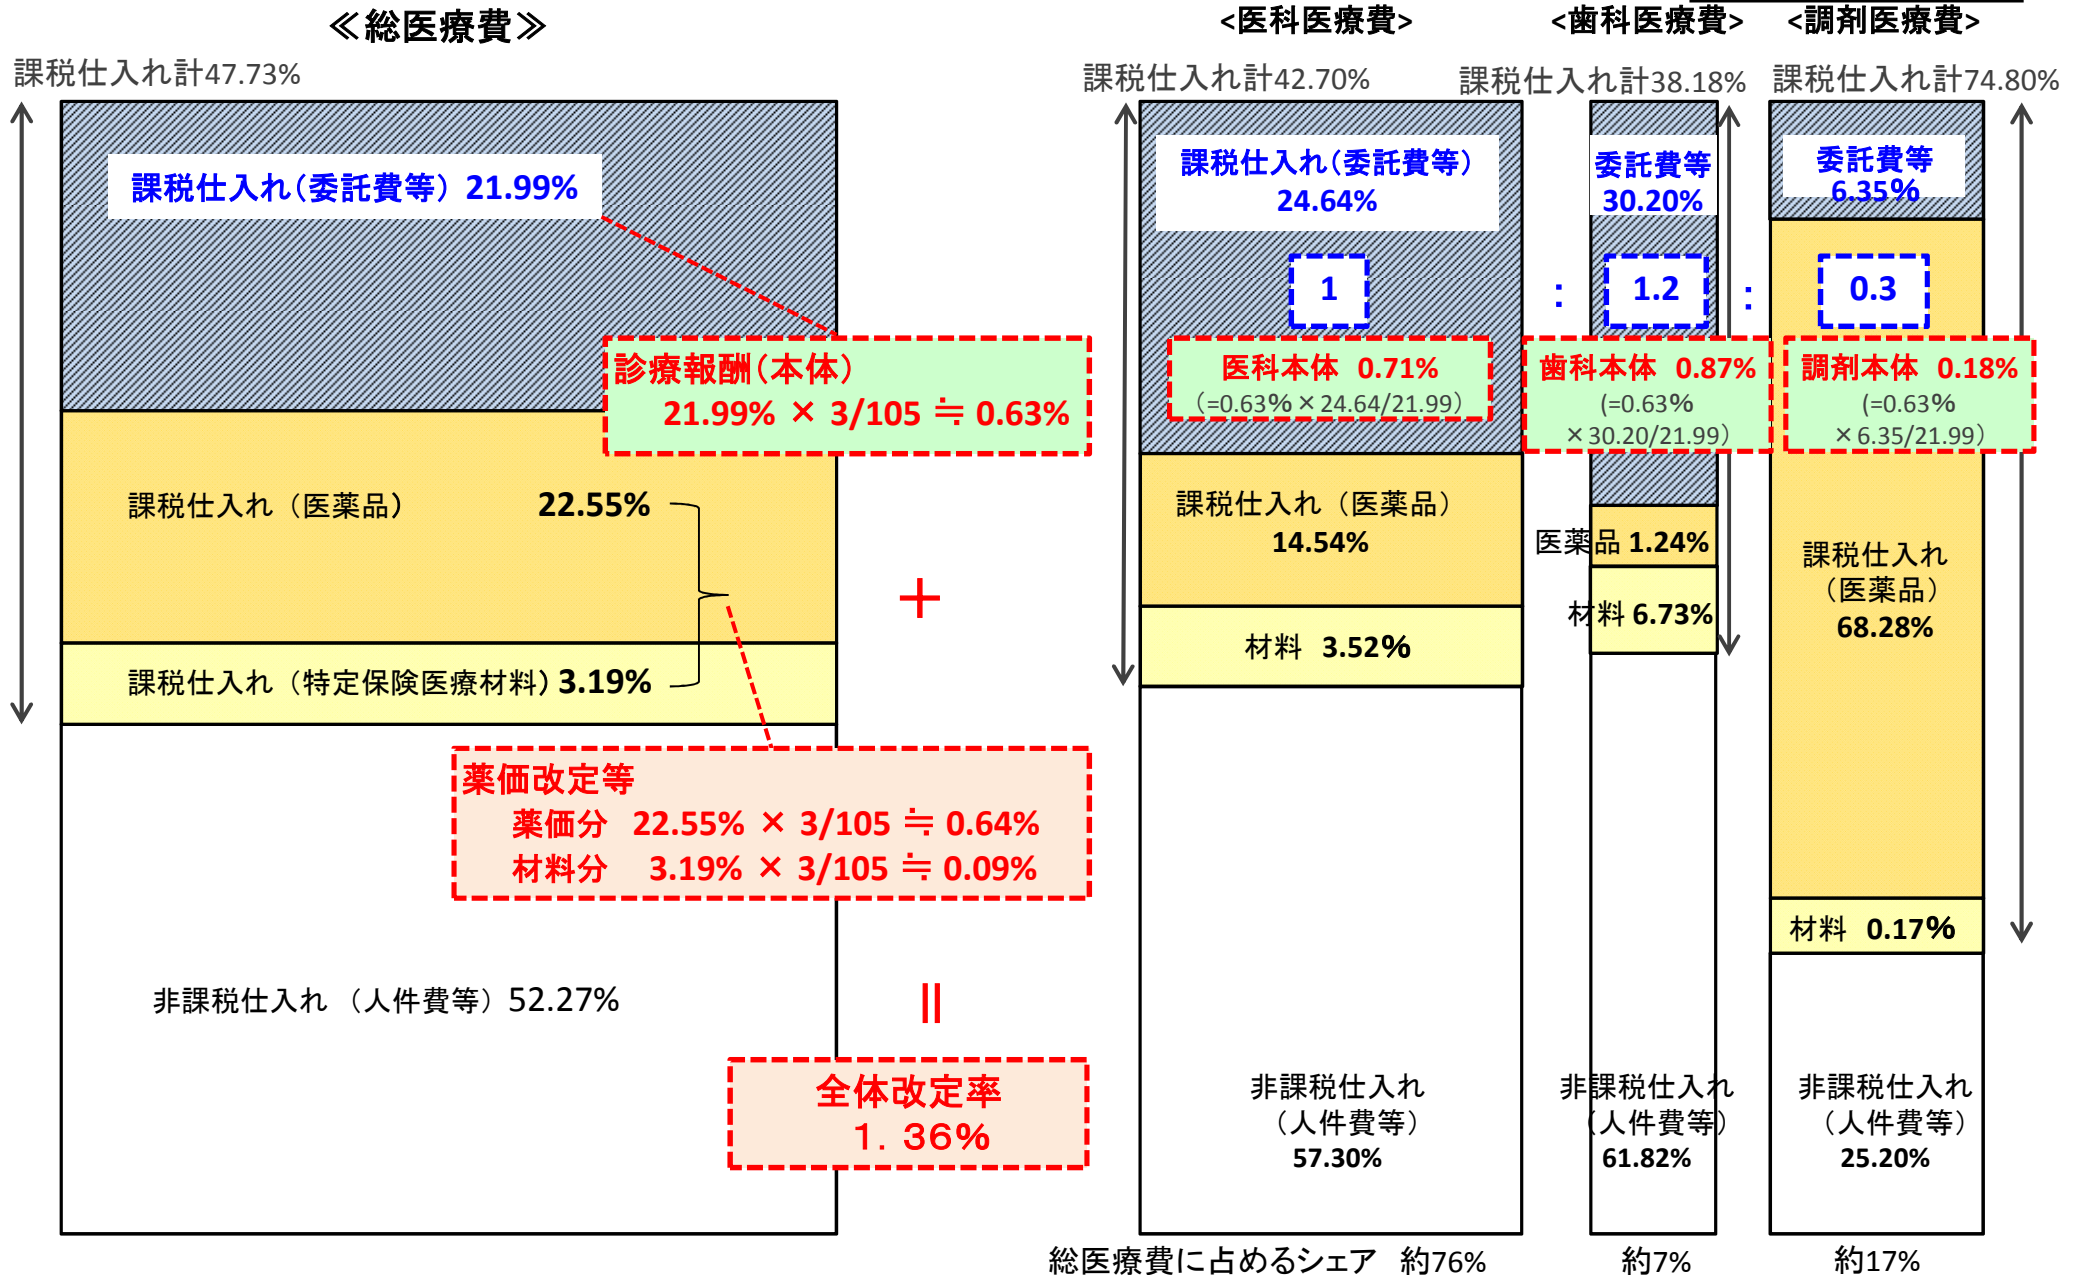 ≪総医療費≫
課税仕入れ計47.73%
課税仕入れ(委託費等) 21.99%
診療報酬(本体)
21.99% × 3/105 ≒ 0.63%
課税仕入れ（医薬品） 22.55%
課税仕入れ（特定保険医療材料）3.19%
＋
薬価改定等
薬価分 22.55% × 3/105 ≒ 0.64%
材料分 3.19% × 3/105 ≒ 0.09%
非課税仕入れ （人件費等）52.27%
＝
全体改定率
１．３６％
<医科医療費>
課税仕入れ計42.70%
課税仕入れ(委託費等)
24.64%
1
医科本体 0.71%
（=0.63％×24.64/21.99）
課税仕入れ（医薬品）
14.54%
材料 3.52％
非課税仕入れ
（人件費等）
57.30%
：
<歯科医療費>
課税仕入れ計38.18%
委託費等
30.20%
1.2
歯科本体 0.87%
(=0.63％
×30.20/21.99）
医薬品 1.24%
材料 6.73%
非課税仕入れ
（人件費等）
61.82%
：
<調剤医療費>
課税仕入れ計74.80%
委託費等
6.35％
0.3
調剤本体 0.18%
(=0.63％
×6.35/21.99）
課税仕入れ
（医薬品）
68.28%
材料 0.17％
非課税仕入れ
（人件費等）
25.20%
総医療費に占めるシェア 約76% 約7% 約17%